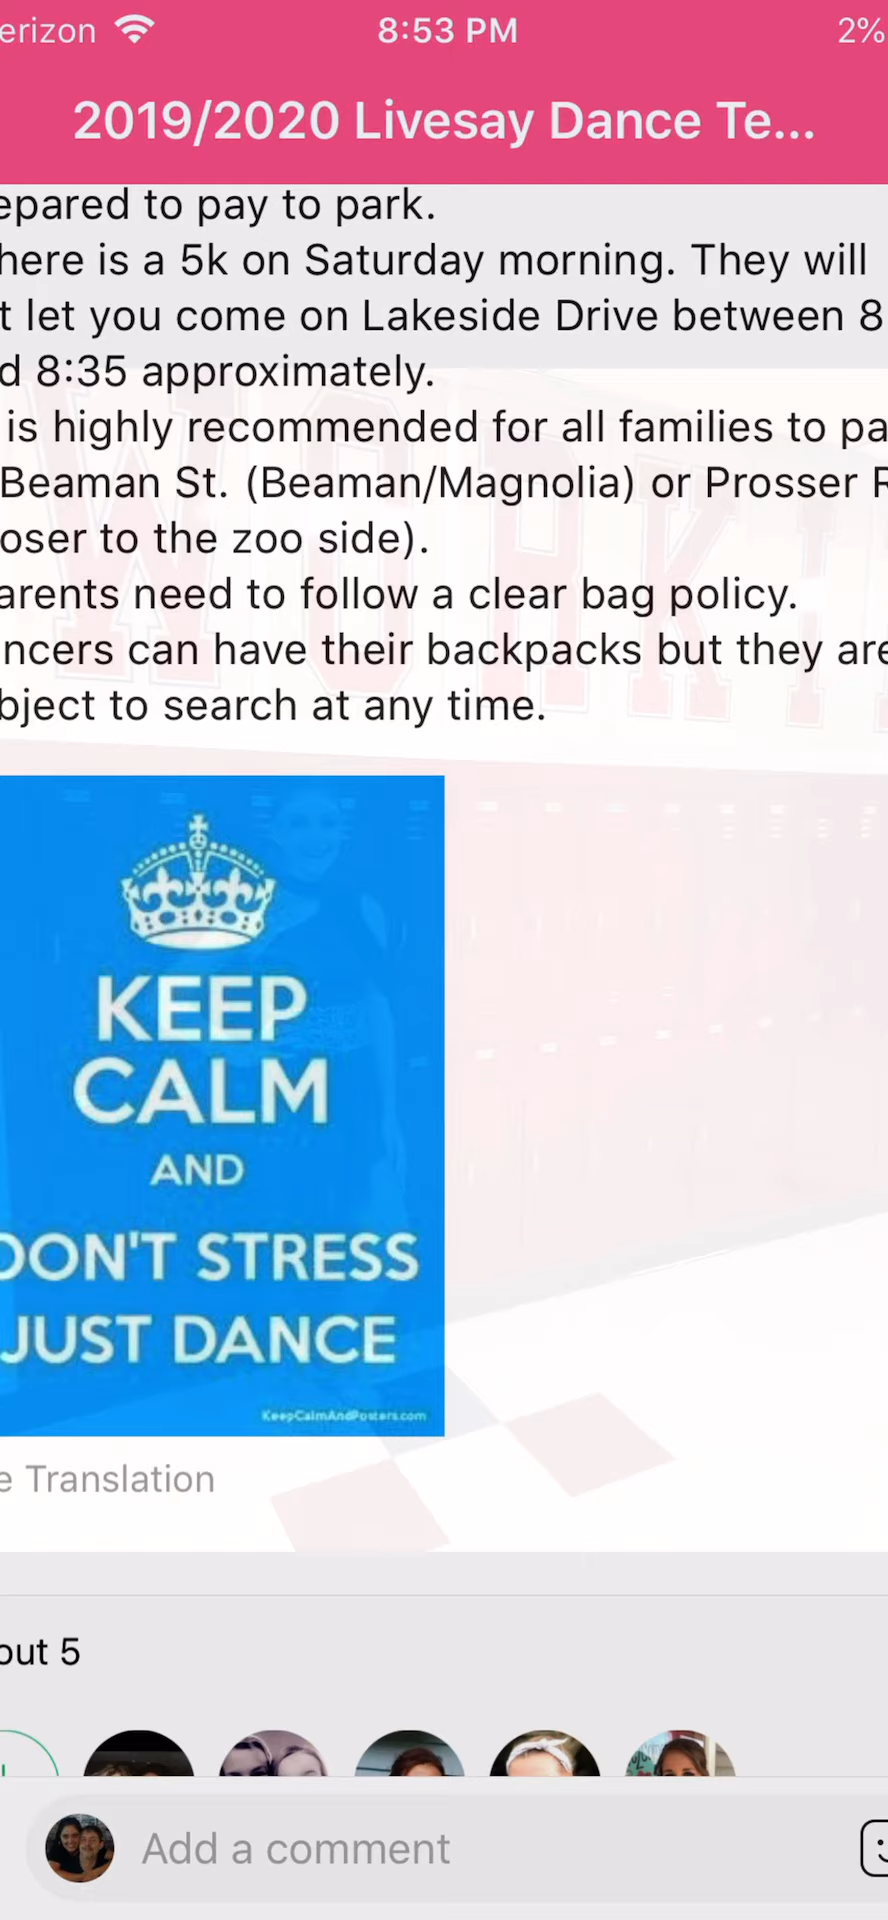 erizon 8:53 PM 2%
2019/2020 Livesay Dance Te...
epared to pay to park.
here is a 5k on Saturday morning. They will
t let you come on Lakeside Drive between 8
d 8:35 approximately.
is highly recommended for all families to pa
Beaman St. (Beaman/Magnolia) or Prosser R
oser to the zoo side).
arents need to follow a clear bag policy.
ncers can have their backpacks but they are
bject to search at any time.
WORKI
KEEP
CALM
AND
DON'T STRESS
JUST DANCE
KeepCalmAndPosters.com
e Translation
out 5
Add a comment